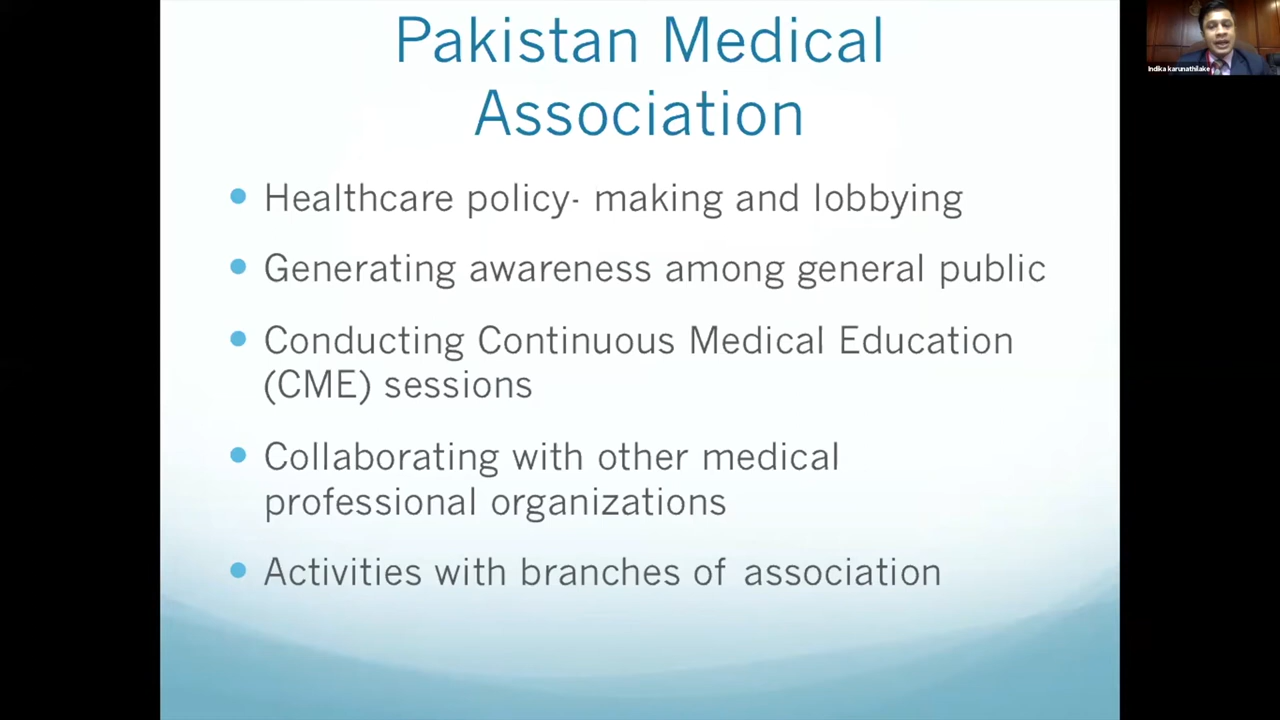 Pakistan Medical
Association
Indika karunathilake
• Healthcare policy- making and lobbying
• Generating awareness among general public
• Conducting Continuous Medical Education
(CME) sessions
• Collaborating with other medical
professional organizations
• Activities with branches of association